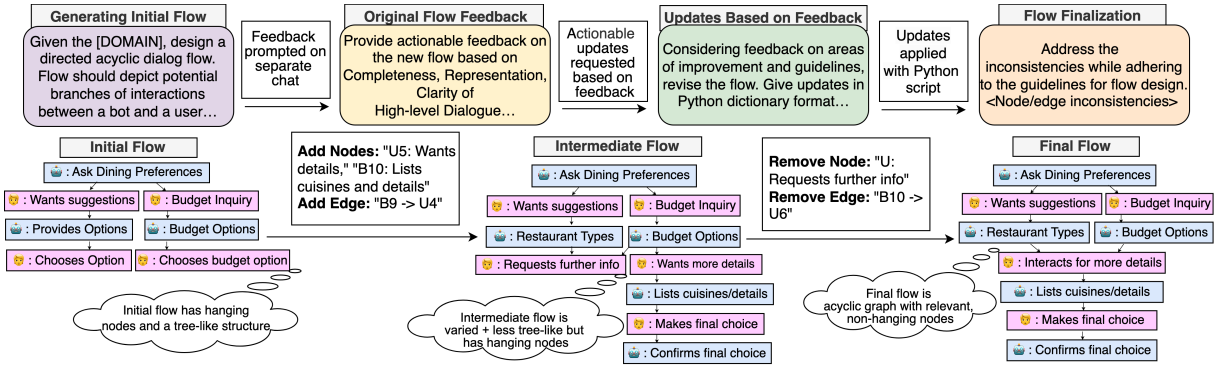 Generating Initial Flow
Given the [DOMAIN], design a
directed acyclic dialog flow.
Flow should depict potential
branches of interactions
between a bot and a user…
Feedback
prompted on
separate
chat
Original Flow Feedback
Provide actionable feedback on
the new flow based on
Completeness, Representation,
Clarity of
High-level Dialogue…
Actionable
updates
requested
based on
feedback
Updates Based on Feedback
Considering feedback on areas
of improvement and guidelines,
revise the flow. Give updates in
Python dictionary format…
Updates
applied
with Python
script
Flow Finalization
Address the
inconsistencies while adhering
to the guidelines for flow design.
<Node/edge inconsistencies>
Initial Flow
: Ask Dining Preferences
: Wants suggestions
: Budget Inquiry
: Provides Options
: Budget Options
: Chooses Option
: Chooses budget option
Initial flow has hanging
nodes and a tree-like structure
Add Nodes: "U5: Wants
details," "B10: Lists
cuisines and details"
Add Edge: "B9 -> U4"
Intermediate Flow
: Ask Dining Preferences
: Wants suggestions
: Budget Inquiry
: Restaurant Types
: Budget Options
: Requests further info
: Wants more details
: Lists cuisines/details
: Makes final choice
: Confirms final choice
Intermediate flow is
varied + less tree-like but
has hanging nodes
Remove Node: "U:
Requests further info"
Remove Edge: "B10 ->
U6"
Final Flow
: Ask Dining Preferences
: Wants suggestions
: Budget Inquiry
: Restaurant Types
: Budget Options
: Interacts for more details
: Lists cuisines/details
: Makes final choice
: Confirms final choice
Final flow is
acyclic graph with relevant,
non-hanging nodes